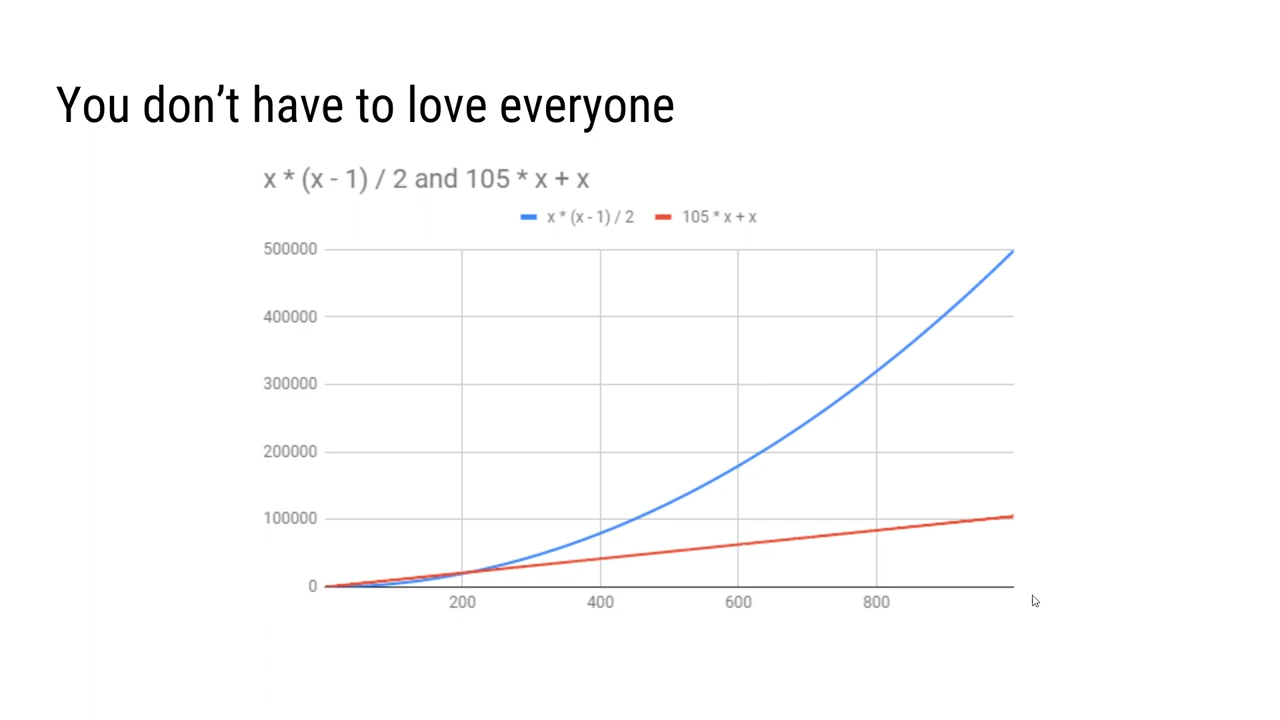 You don’t have to love everyone
x * (x - 1) / 2 and 105 * x + x
x * (x - 1) / 2 105 * x + x
500000
400000
300000
200000
100000
0
200 400 600 800